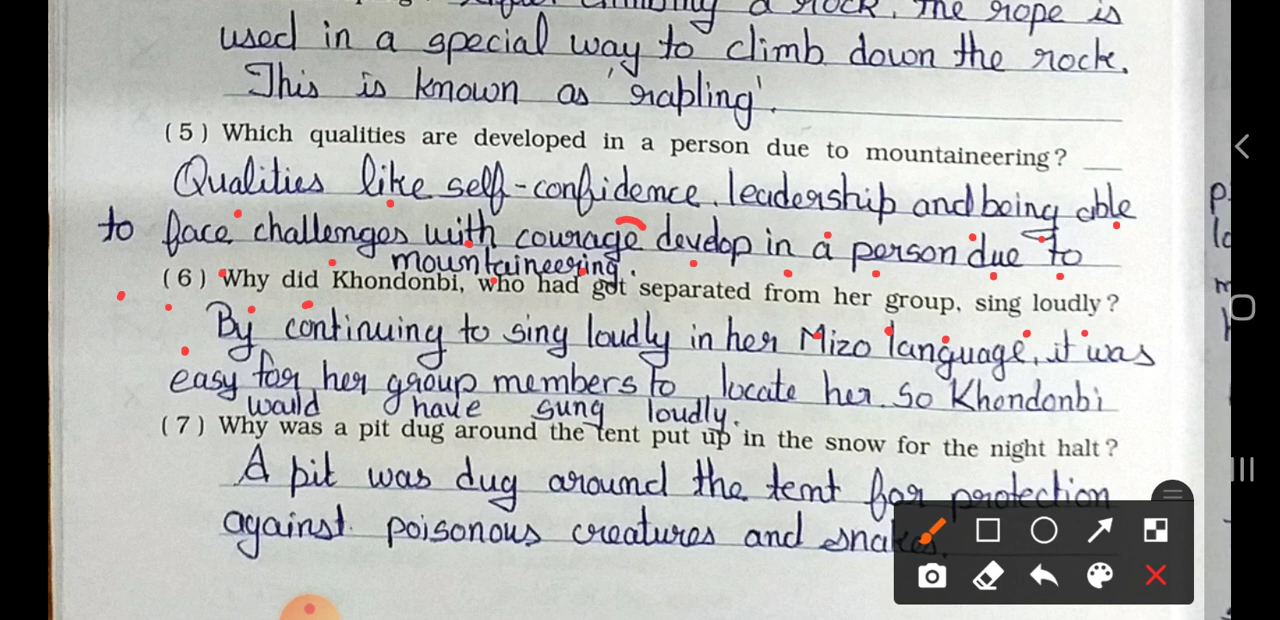 a rock. The rope is
used in a special way to climb down the rock.
This is known as 'rapling'.
(5) Which qualities are developed in a person due to mountaineering?
Qualities like self-confidence, leadership and being able
to face challenges with courage develop in a person due to
mountaineering.
(6) Why did Khondonbi, who had got separated from her group, sing loudly?
By continuing to sing loudly in her Mizo language, it was
easy for her group members to locate her. So Khondonbi
would have sung loudly.
(7) Why was a pit dug around the tent put up in the snow for the night halt?
A pit was dug around the tent for protection
against poisonous creatures and snakes.